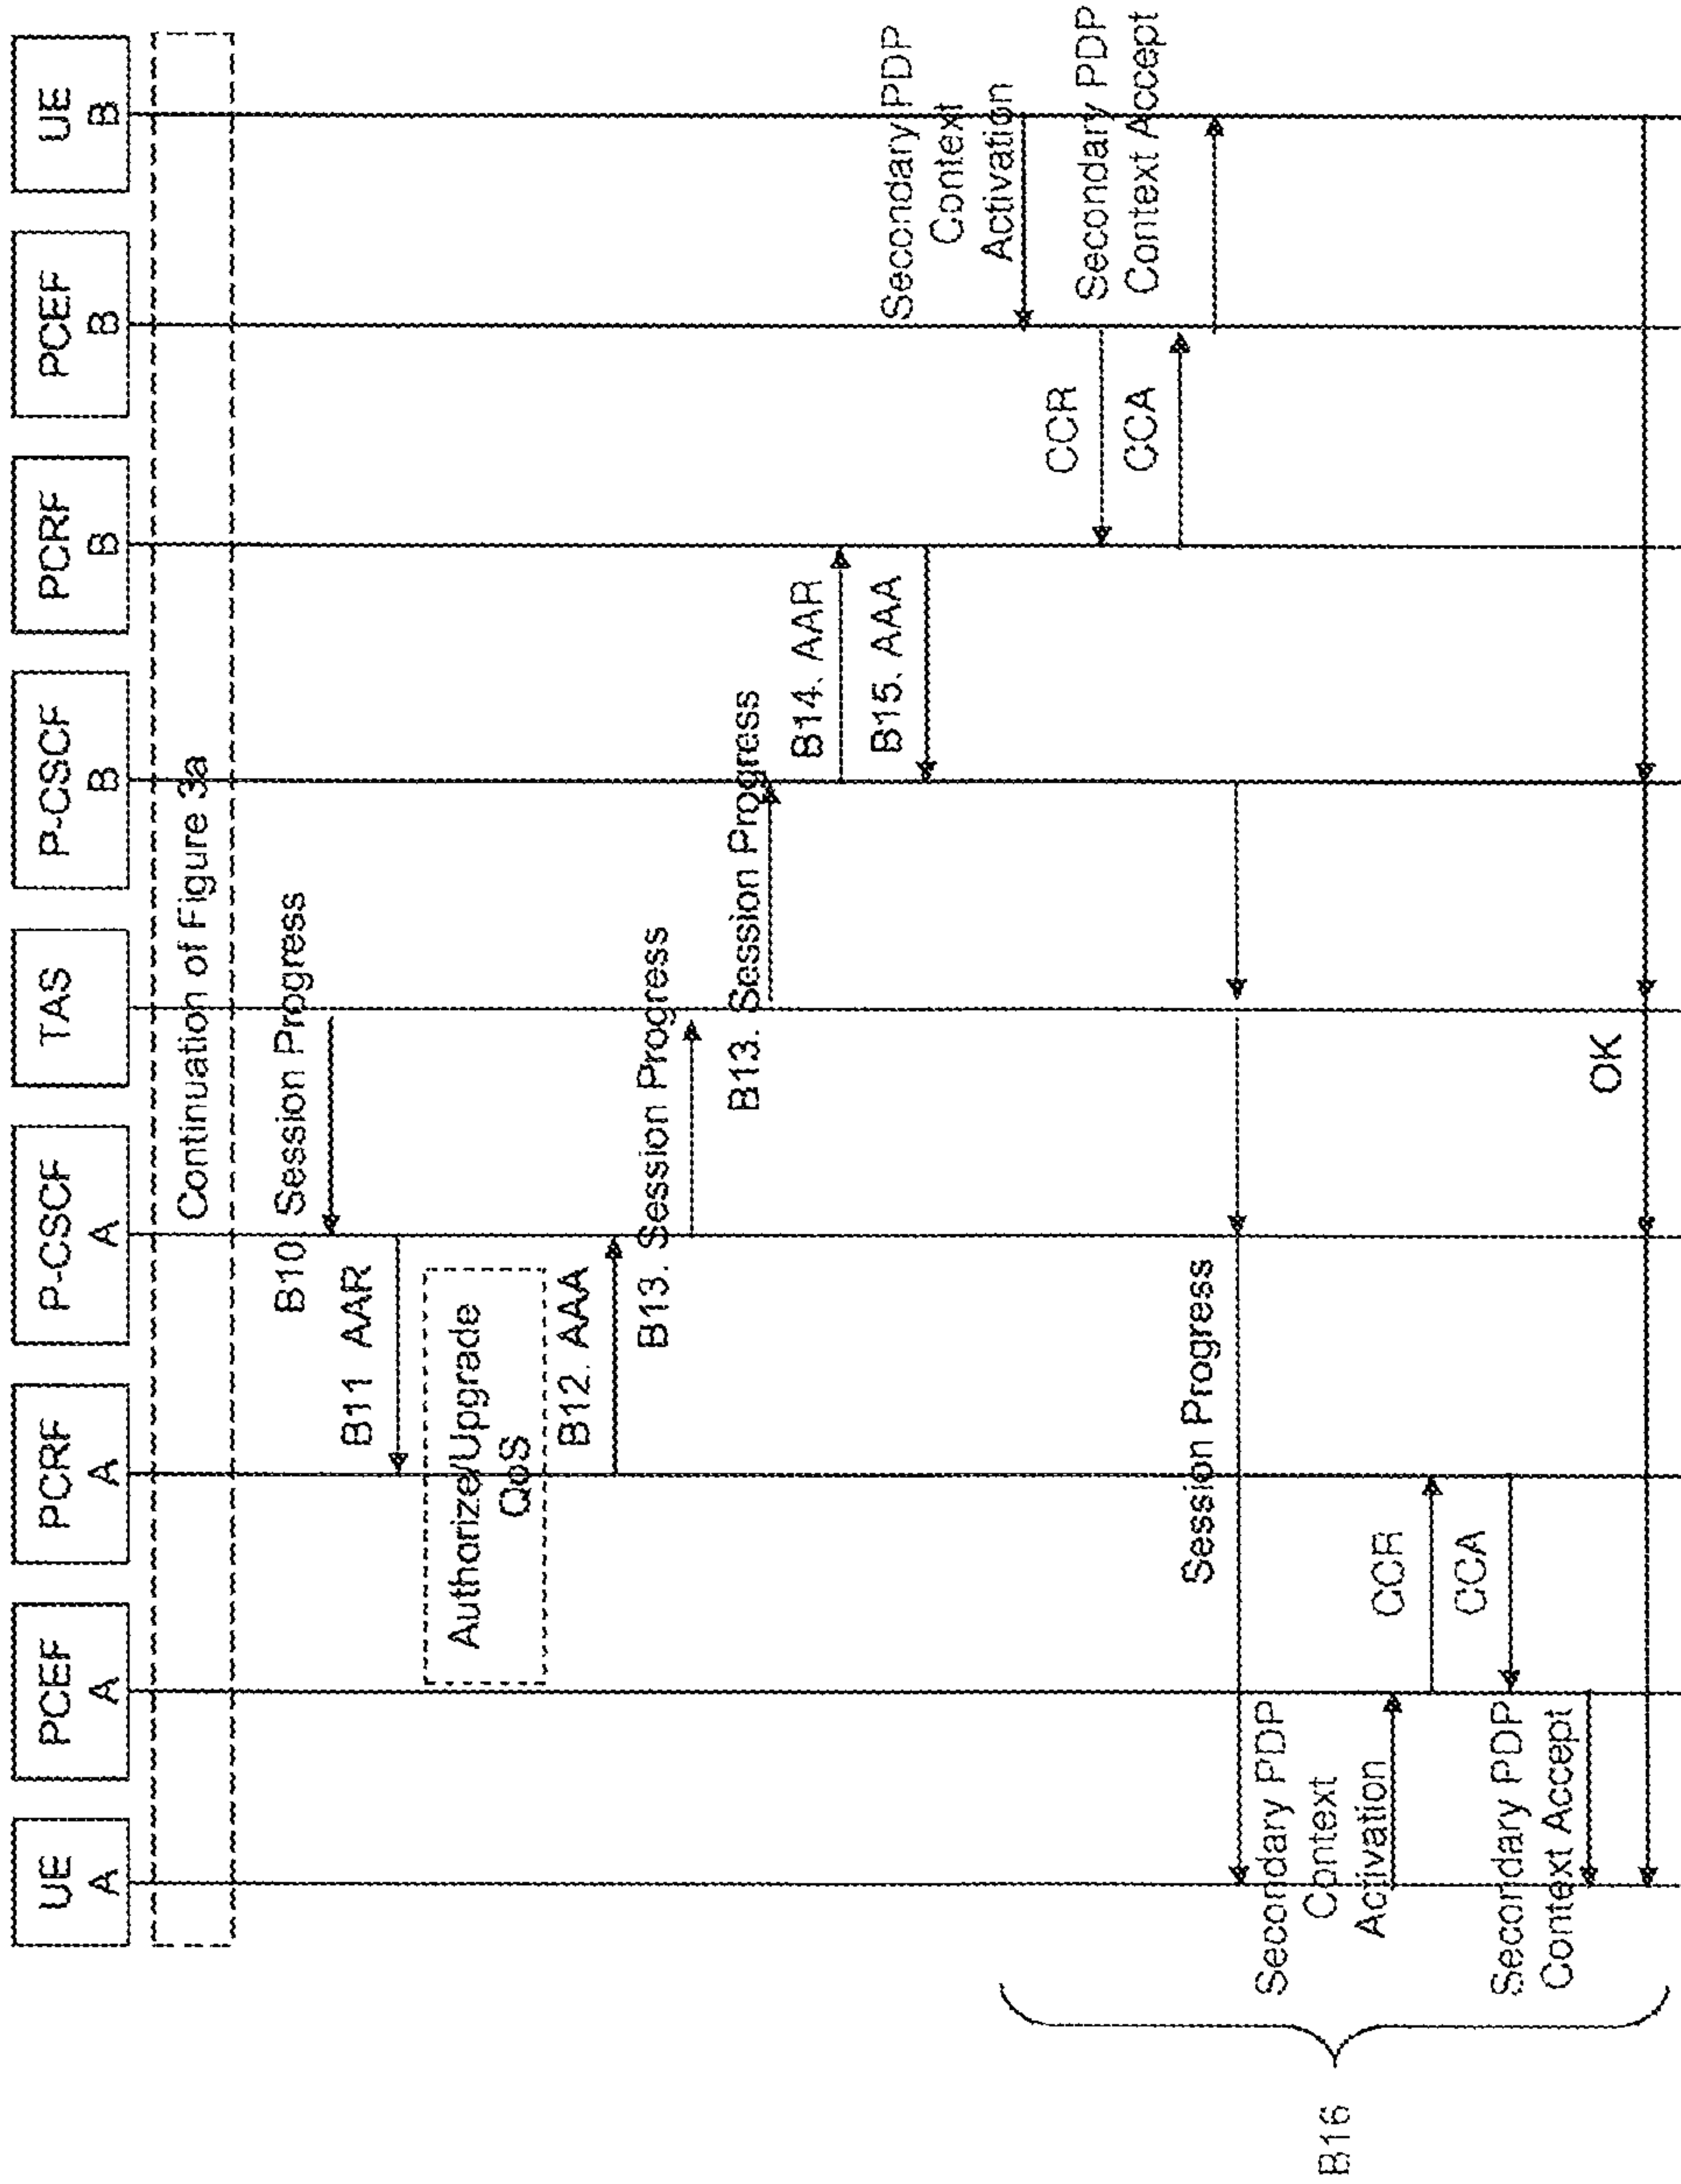 UE
A
PCEF
A
PCRF
A
P-CSCF
A
TAS
P-CSCF
B
PCRF
B
PCEF
B
UE
B
Continuation of Figure 3a
B10 Session Progress
B11 AAR
Authorize/Upgrade
QoS
B12. AAA
B13. Session Progress
B13. Session Progress
B14. AAR
B15. AAA
Secondary PDP
Context
Activation
CCR
CCA
Secondary PDP
Context Accept
Session Progress
Secondary PDP
Context
Activation
CCR
CCA
Secondary PDP
Context Accept
OK
B16